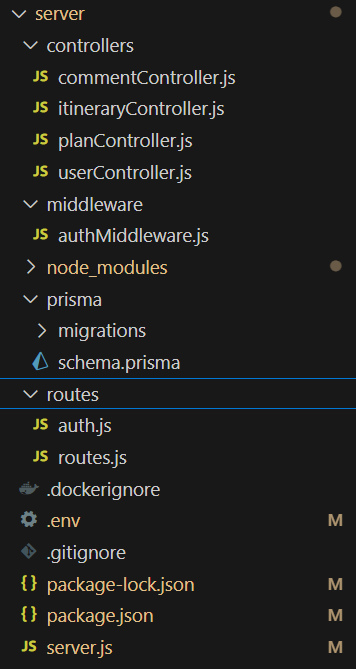 server
controllers
JS commentController.js
JS itineraryController.js
JS planController.js
JS userController.js
middleware
JS authMiddleware.js
node_modules
prisma
migrations
schema.prisma
routes
JS auth.js
JS routes.js
.dockerignore
.env M
.gitignore
{} package-lock.json M
{} package.json M
JS server.js M